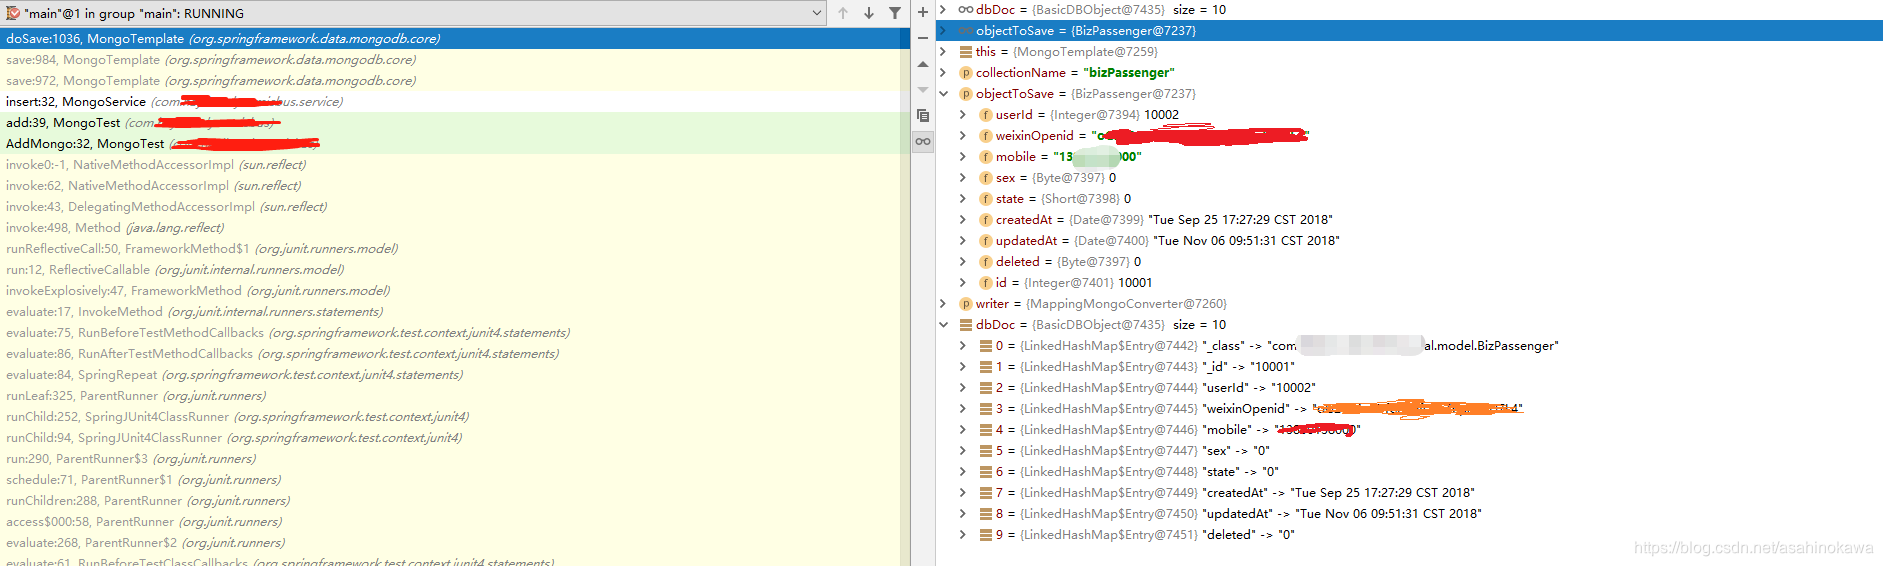 "main"@1 in group "main": RUNNING
doSave:1036, MongoTemplate (org.springframework.data.mongodb.core)
save:984, MongoTemplate (org.springframework.data.mongodb.core)
save:972, MongoTemplate (org.springframework.data.mongodb.core)
insert:32, MongoService (com bus.service)
add:39, MongoTest (com
AddMongo:32, MongoTest
invoke0:-1, NativeMethodAccessorImpl (sun.reflect)
invoke:62, NativeMethodAccessorImpl (sun.reflect)
invoke:43, DelegatingMethodAccessorImpl (sun.reflect)
invoke:498, Method (java.lang.reflect)
runReflectiveCall:50, FrameworkMethod$1 (org.junit.runners.model)
run:12, ReflectiveCallable (org.junit.internal.runners.model)
invokeExplosively:47, FrameworkMethod (org.junit.runners.model)
evaluate:17, InvokeMethod (org.junit.internal.runners.statements)
evaluate:75, RunBeforeTestMethodCallbacks (org.springframework.test.context.junit4.statements)
evaluate:86, RunAfterTestMethodCallbacks (org.springframework.test.context.junit4.statements)
evaluate:84, SpringRepeat (org.springframework.test.context.junit4.statements)
runLeaf:325, ParentRunner (org.junit.runners)
runChild:252, SpringJUnit4ClassRunner (org.springframework.test.context.junit4)
runChild:94, SpringJUnit4ClassRunner (org.springframework.test.context.junit4)
run:290, ParentRunner$3 (org.junit.runners)
schedule:71, ParentRunner$1 (org.junit.runners)
runChildren:288, ParentRunner (org.junit.runners)
access$000:58, ParentRunner (org.junit.runners)
evaluate:268, ParentRunner$2 (org.junit.runners)
evaluate:61, RunBeforeTestClassCallbacks (org.springframework.test.context.junit4.statements)
dbDoc = {BasicDBObject@7435} size = 10
objectToSave = {BizPassenger@7237}
this = {MongoTemplate@7259}
collectionName = "bizPassenger"
objectToSave = {BizPassenger@7237}
userId = {Integer@7394} 10002
weixinOpenid = "o
mobile = "13 000"
sex = {Byte@7397} 0
state = {Short@7398} 0
createdAt = {Date@7399} "Tue Sep 25 17:27:29 CST 2018"
updatedAt = {Date@7400} "Tue Nov 06 09:51:31 CST 2018"
deleted = {Byte@7397} 0
id = {Integer@7401} 10001
writer = {MappingMongoConverter@7260}
dbDoc = {BasicDBObject@7435} size = 10
0 = {LinkedHashMap$Entry@7442} "_class" -> "com al.model.BizPassenger"
1 = {LinkedHashMap$Entry@7443} "_id" -> "10001"
2 = {LinkedHashMap$Entry@7444} "userId" -> "10002"
3 = {LinkedHashMap$Entry@7445} "weixinOpenid" ->
4 = {LinkedHashMap$Entry@7446} "mobile" ->
5 = {LinkedHashMap$Entry@7447} "sex" -> "0"
6 = {LinkedHashMap$Entry@7448} "state" -> "0"
7 = {LinkedHashMap$Entry@7449} "createdAt" -> "Tue Sep 25 17:27:29 CST 2018"
8 = {LinkedHashMap$Entry@7450} "updatedAt" -> "Tue Nov 06 09:51:31 CST 2018"
9 = {LinkedHashMap$Entry@7451} "deleted" -> "0"
https://blog.csdn.net/asahinokawa